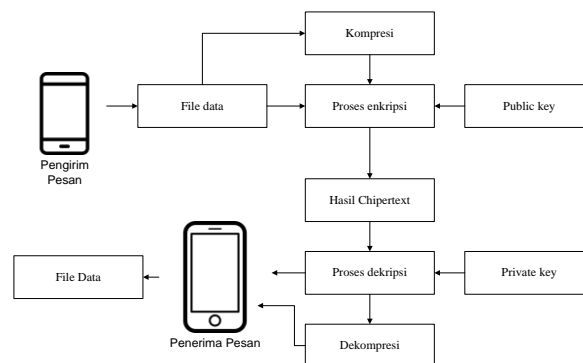 Kompresi
File data
Proses enkripsi
Public key
Pengirim
Pesan
Hasil Chipertext
File Data
Proses dekripsi
Private key
Penerima Pesan
Dekompresi